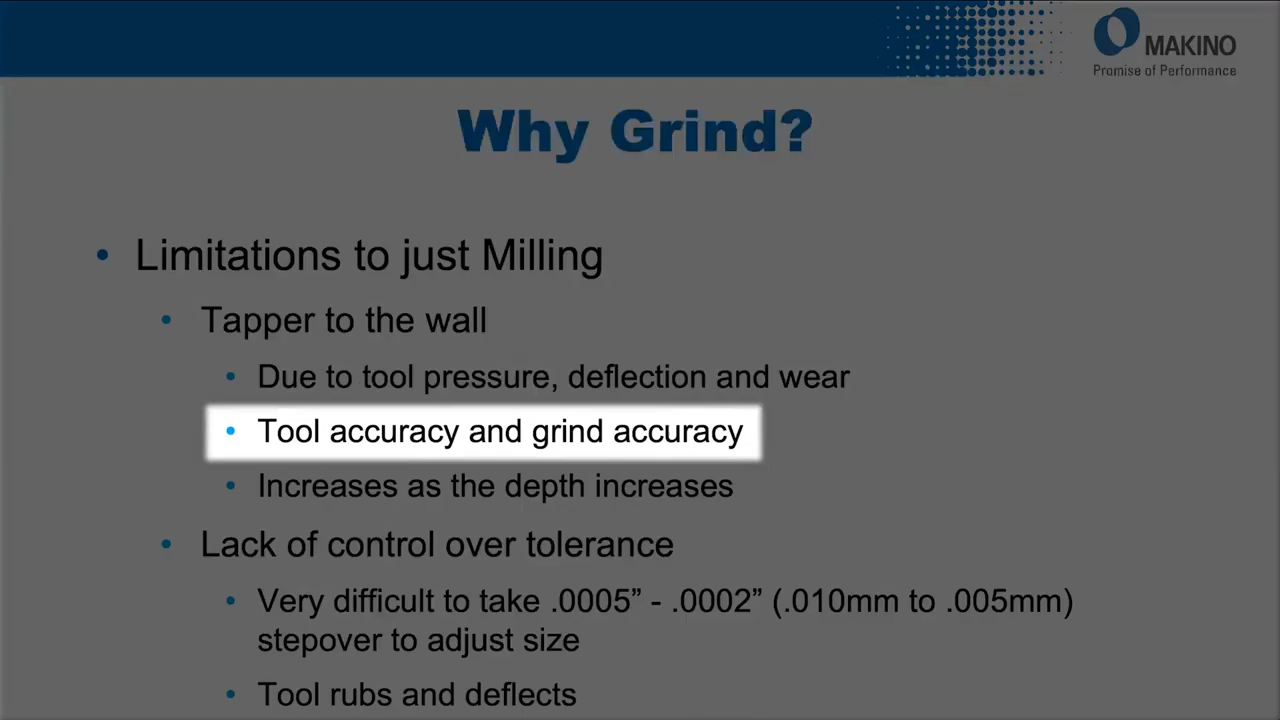 MAKINO
Promise of Performance
Why Grind?
• Limitations to just Milling
• Tapper to the wall
• Due to tool pressure, deflection and wear
• Tool accuracy and grind accuracy
• Increases as the depth increases
• Lack of control over tolerance
• Very difficult to take .0005” - .0002” (.010mm to .005mm)
stepover to adjust size
• Tool rubs and deflects